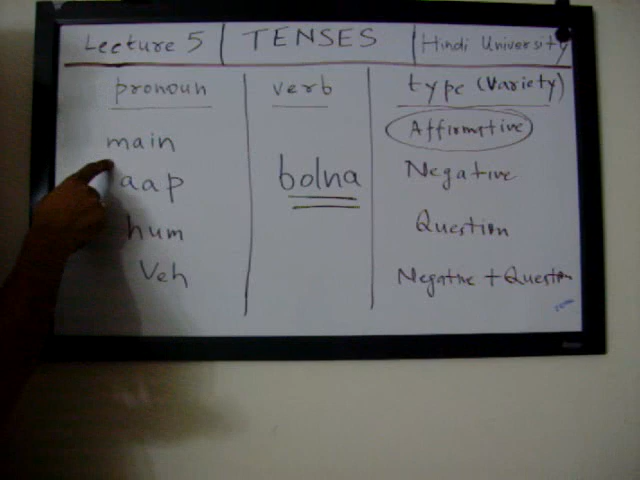 Lecture 5 | TENSES | Hindi University
pronoun verb type (Variety)
main Affirmative
aap bolna Negative
hum Question
Veh Negative + Question